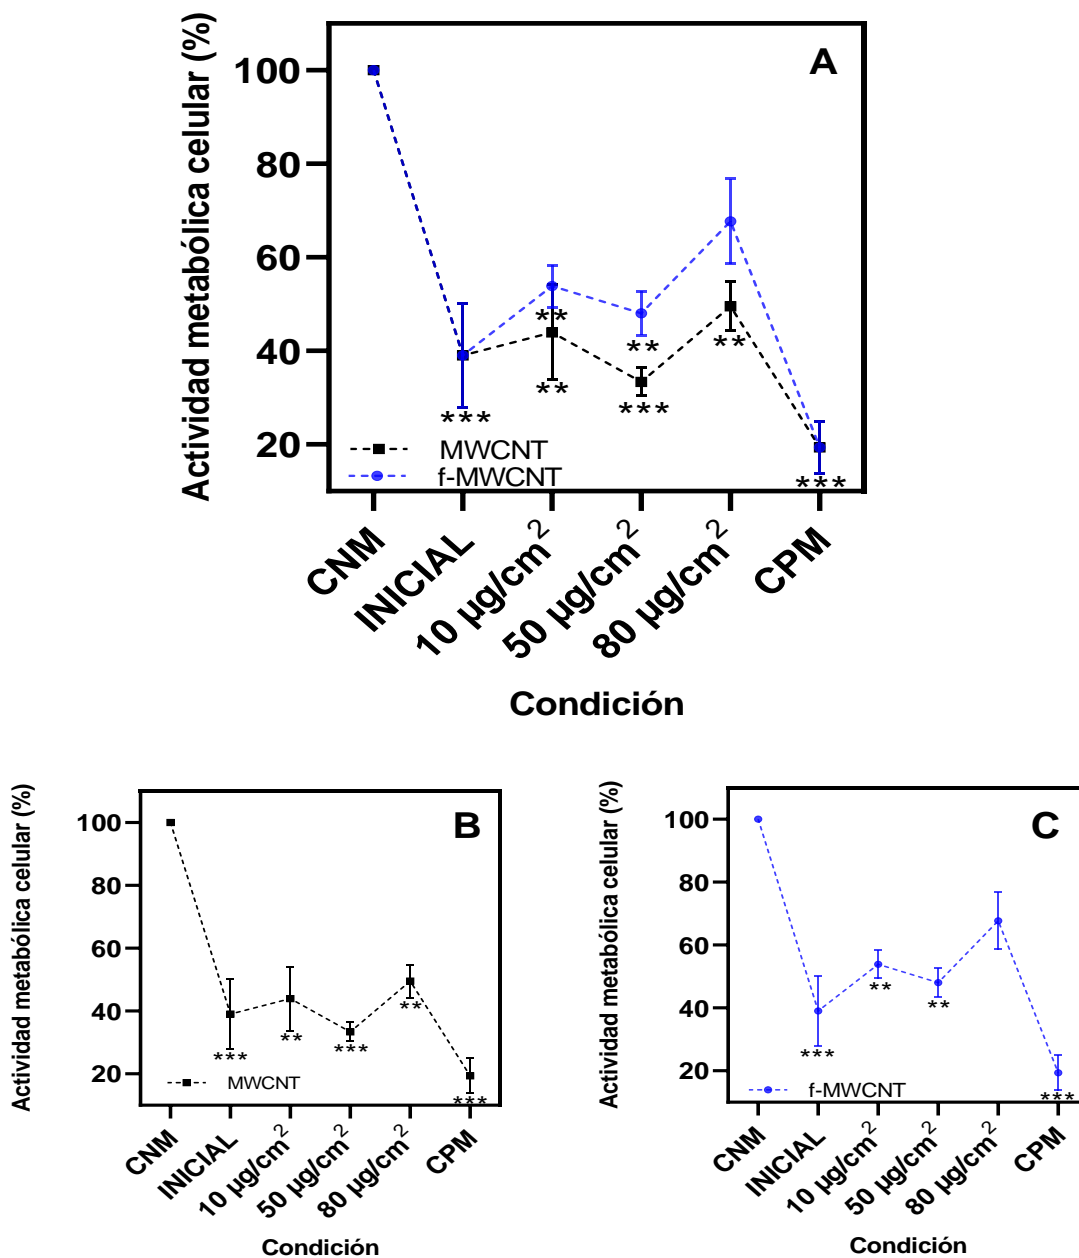 A
Actividad metabólica celular (%)
100
80
60
40
20
**
**
**
***
**
***
***
MWCNT
f-MWCNT
CNM
INICIAL
10 µg/cm²
50 µg/cm²
80 µg/cm²
CPM
Condición
B
Actividad metabólica celular (%)
100
80
60
40
20
***
**
***
**
***
MWCNT
CNM
INICIAL
10 µg/cm²
50 µg/cm²
80 µg/cm²
CPM
Condición
C
Actividad metabólica celular (%)
100
80
60
40
20
***
**
**
***
f-MWCNT
CNM
INICIAL
10 µg/cm²
50 µg/cm²
80 µg/cm²
CPM
Condición